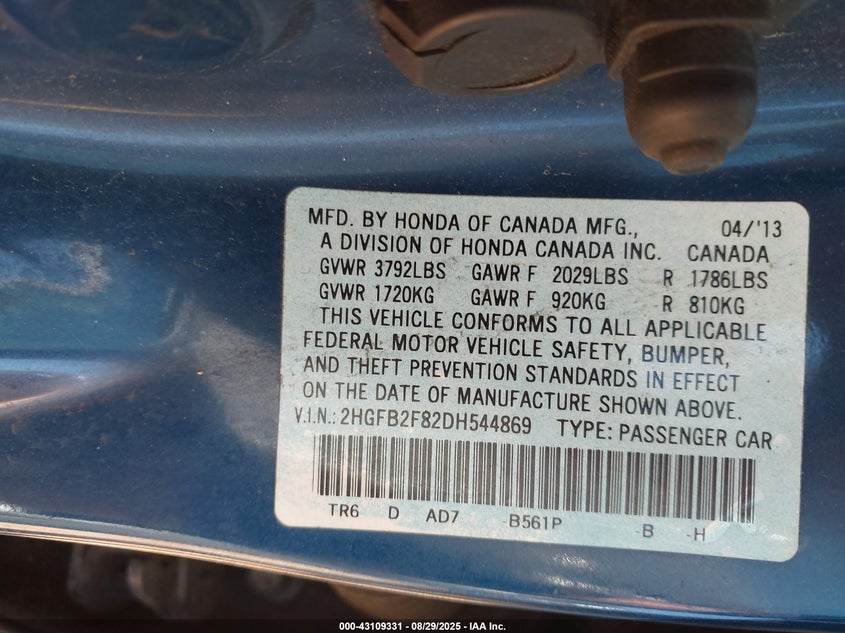 MFD. BY HONDA OF CANADA MFG., 04/'13
A DIVISION OF HONDA CANADA INC. CANADA
GVWR 3792LBS GAWR F 2029LBS R 1786LBS
GVWR 1720KG GAWR F 920KG R 810KG
THIS VEHICLE CONFORMS TO ALL APPLICABLE
FEDERAL MOTOR VEHICLE SAFETY, BUMPER,
AND THEFT PREVENTION STANDARDS IN EFFECT
ON THE DATE OF MANUFACTURE SHOWN ABOVE.
V.I.N.: 2HGFB2F82DH544869 TYPE: PASSENGER CAR
TR6 D AD7 -B561P -B -H
000-43109331 - 08/29/2025 - IAA Inc.